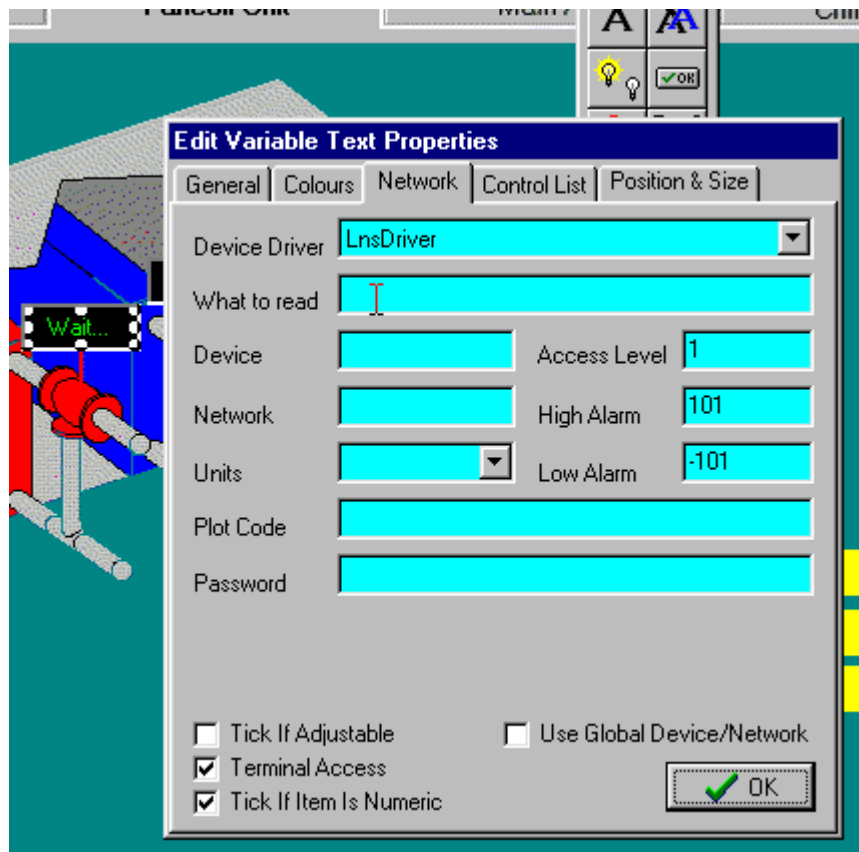 Fancoil Unit
A A
OK
Edit Variable Text Properties
General Colours Network Control List Position & Size
Device Driver LnsDriver
What to read
Wait...
Device Access Level 1
Network High Alarm 101
Units Low Alarm -101
Plot Code
Password
Tick If Adjustable Use Global Device/Network
Terminal Access
Tick If Item Is Numeric OK